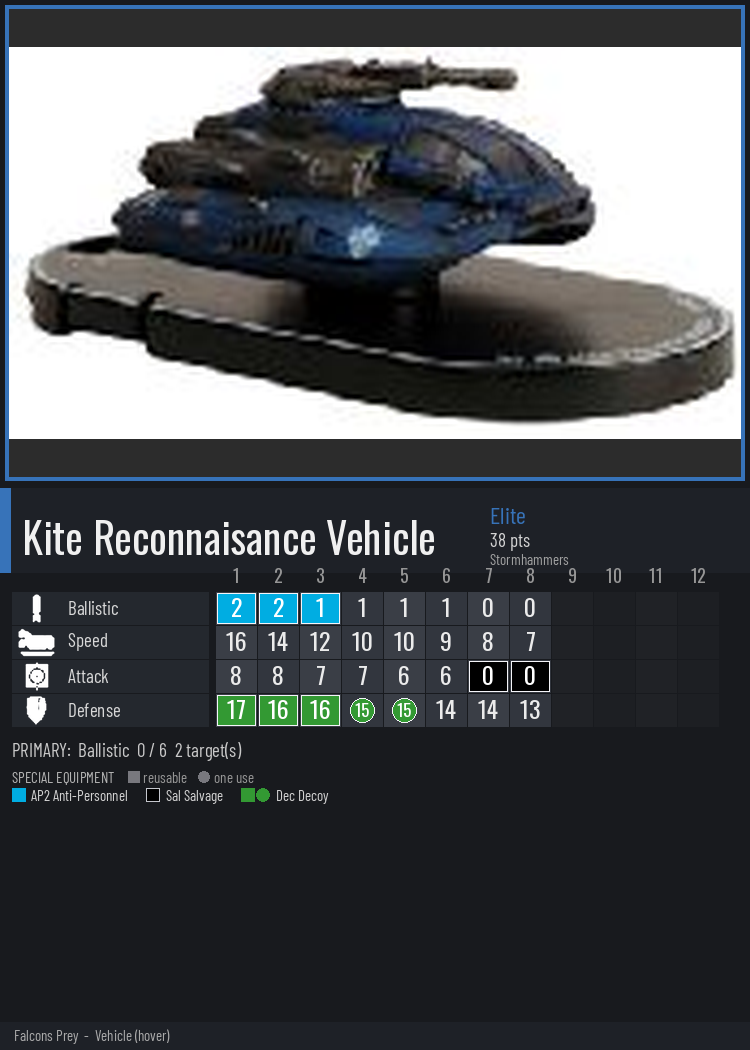 Kite Reconnaisance Vehicle
Elite
38 pts
Stormhammers
1 2 3 4 5 6 7 8 9 10 11 12
Ballistic 2 2 1 1 1 1 0 0
Speed 16 14 12 10 10 9 8 7
Attack 8 8 7 7 6 6 0 0
Defense 17 16 16 15 15 14 14 13
PRIMARY: Ballistic 0 / 6 2 target(s)
SPECIAL EQUIPMENT reusable one use
AP2 Anti-Personnel Sal Salvage Dec Decoy
Falcons Prey - Vehicle (hover)